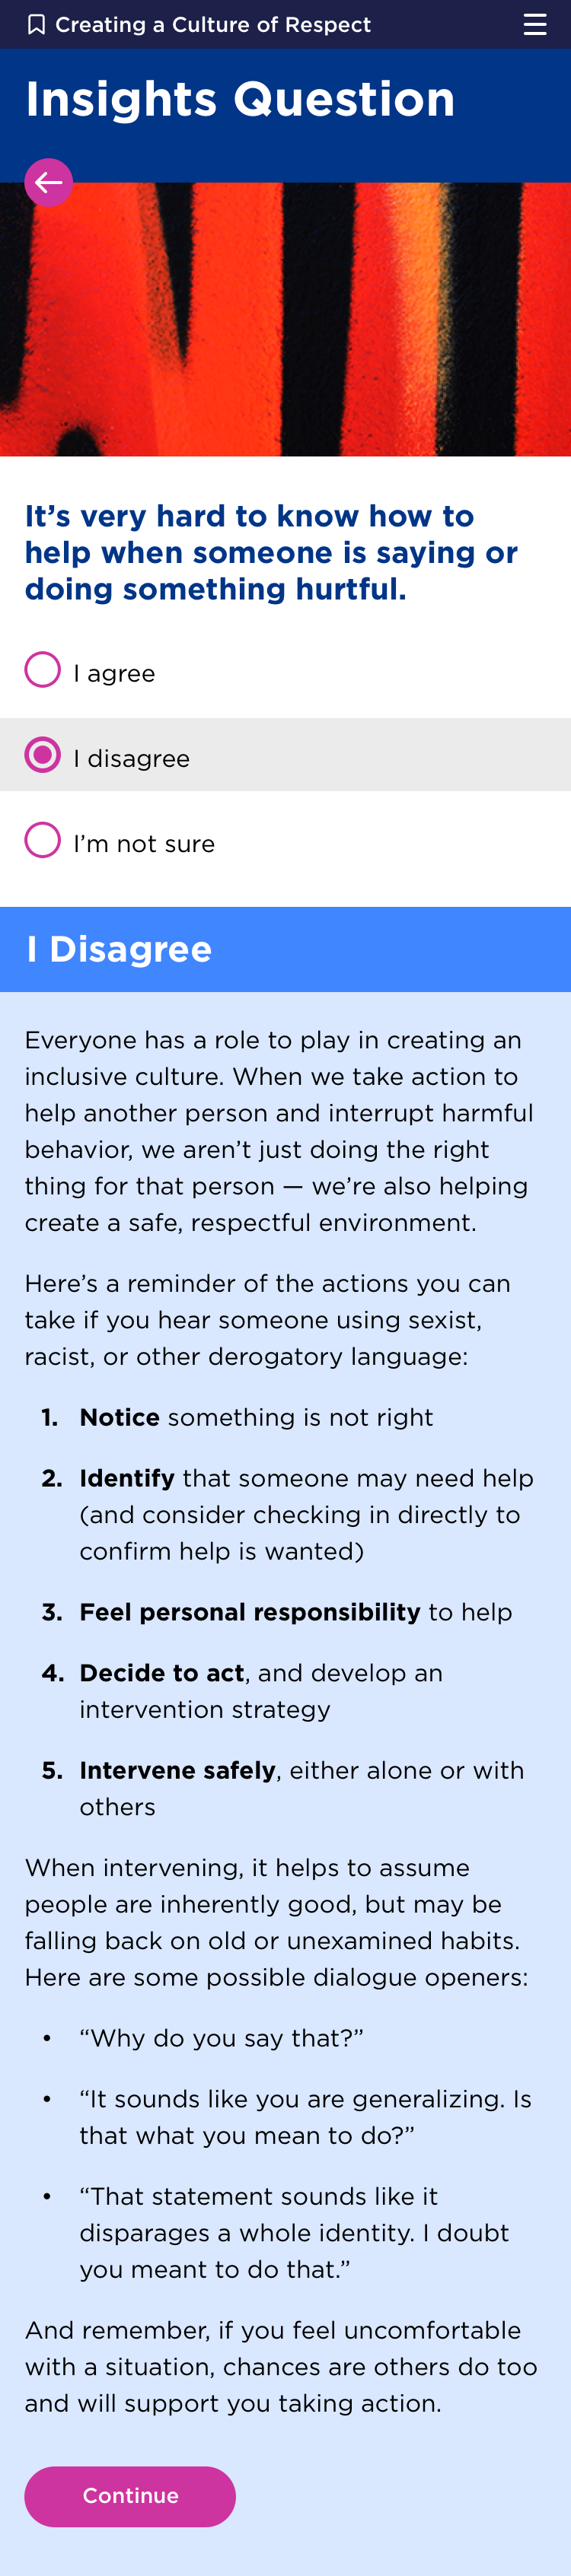 Creating a Culture of Respect
Insights Question
It’s very hard to know how to
help when someone is saying or
doing something hurtful.
I agree
I disagree
I’m not sure
I Disagree
Everyone has a role to play in creating an
inclusive culture. When we take action to
help another person and interrupt harmful
behavior, we aren’t just doing the right
thing for that person — we’re also helping
create a safe, respectful environment.
Here’s a reminder of the actions you can
take if you hear someone using sexist,
racist, or other derogatory language:
1. Notice something is not right
2. Identify that someone may need help
(and consider checking in directly to
confirm help is wanted)
3. Feel personal responsibility to help
4. Decide to act, and develop an
intervention strategy
5. Intervene safely, either alone or with
others
When intervening, it helps to assume
people are inherently good, but may be
falling back on old or unexamined habits.
Here are some possible dialogue openers:
• “Why do you say that?”
• “It sounds like you are generalizing. Is
that what you mean to do?”
• “That statement sounds like it
disparages a whole identity. I doubt
you meant to do that.”
And remember, if you feel uncomfortable
with a situation, chances are others do too
and will support you taking action.
Continue